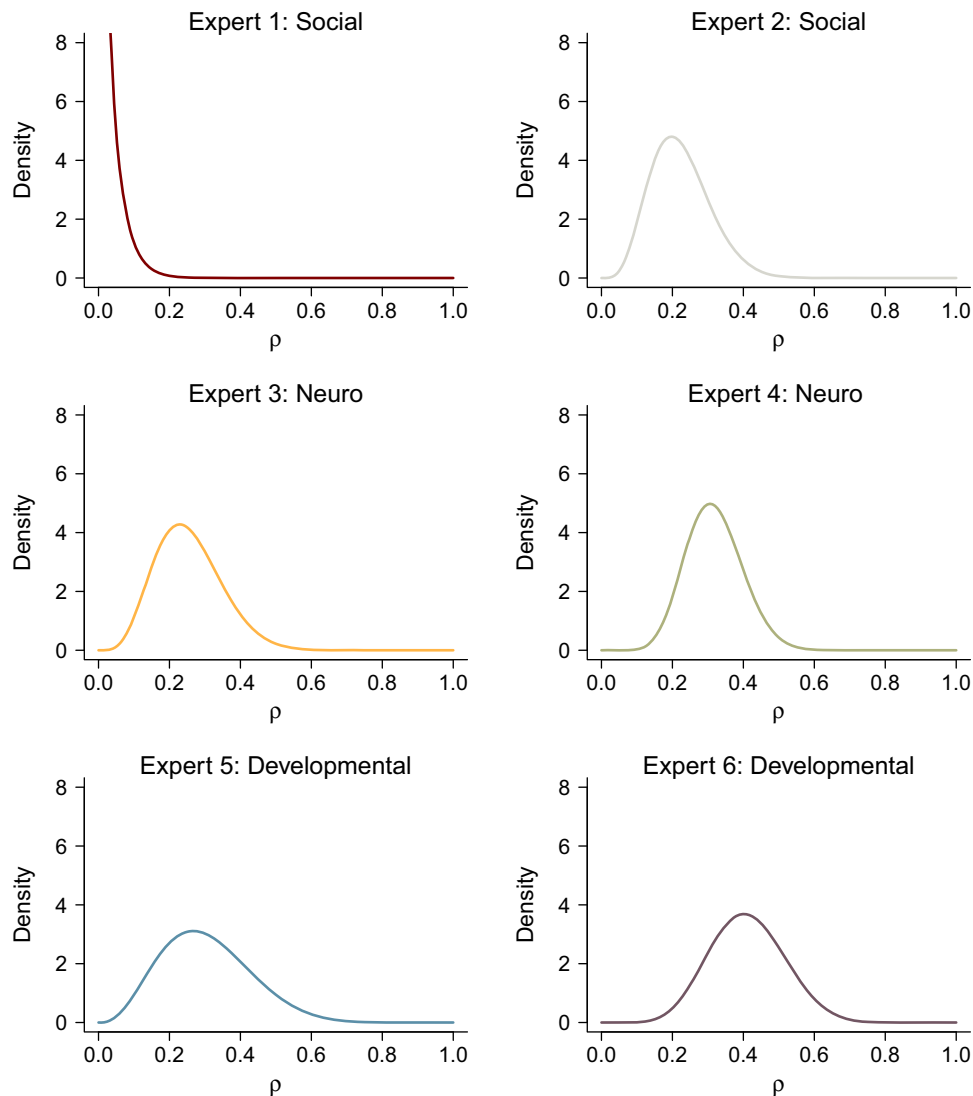 Expert 1: Social
8
6
4
2
0
Density
0.0 0.2 0.4 0.6 0.8 1.0
ρ
Expert 2: Social
8
6
4
2
0
Density
0.0 0.2 0.4 0.6 0.8 1.0
ρ
Expert 3: Neuro
8
6
4
2
0
Density
0.0 0.2 0.4 0.6 0.8 1.0
ρ
Expert 4: Neuro
8
6
4
2
0
Density
0.0 0.2 0.4 0.6 0.8 1.0
ρ
Expert 5: Developmental
8
6
4
2
0
Density
0.0 0.2 0.4 0.6 0.8 1.0
ρ
Expert 6: Developmental
8
6
4
2
0
Density
0.0 0.2 0.4 0.6 0.8 1.0
ρ